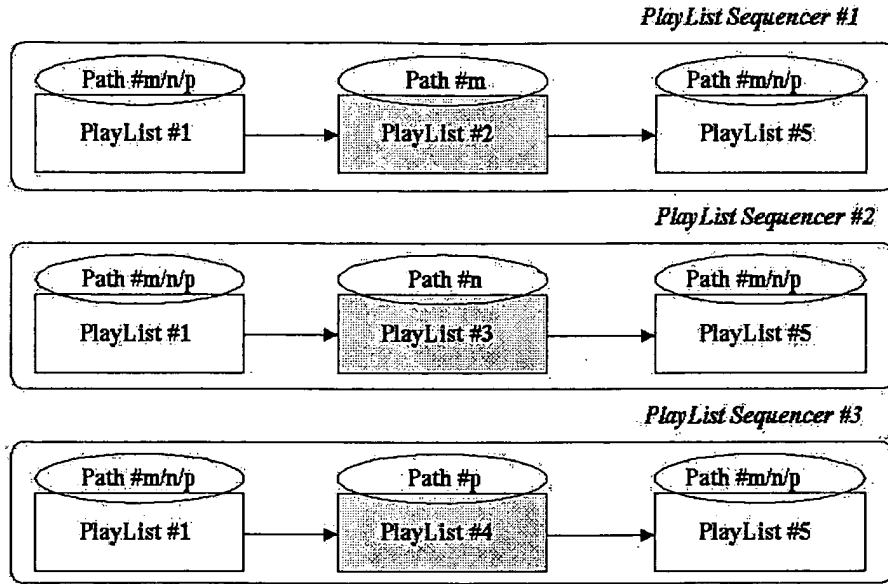 PlayList Sequencer #1
Path #m/n/p
Path #m
Path #m/n/p
PlayList #1
PlayList #2
PlayList #5
PlayList Sequencer #2
Path #m/n/p
Path #n
Path #m/n/p
PlayList #1
PlayList #3
PlayList #5
PlayList Sequencer #3
Path #m/n/p
Path #p
Path #m/n/p
PlayList #1
PlayList #4
PlayList #5